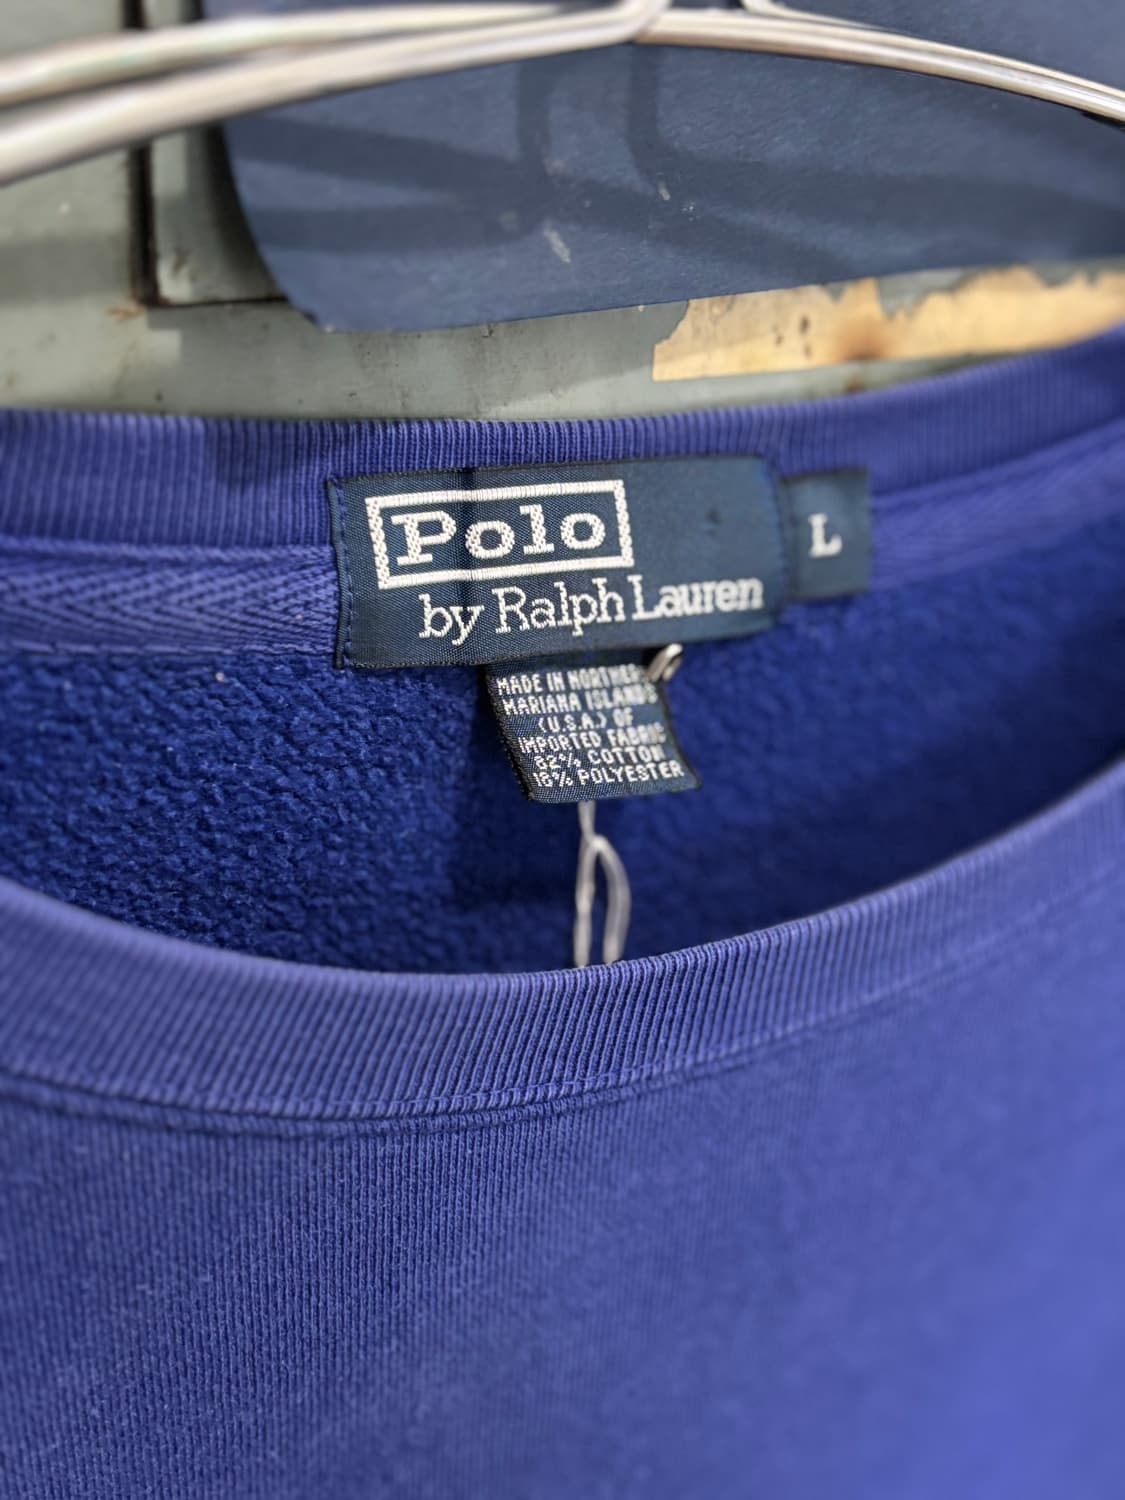 Polo
by Ralph Lauren
L
MADE IN NORTHERN
MARIANA ISLANDS
(U.S.A.) OF
IMPORTED FABRIC
82% COTTON
18% POLYESTER